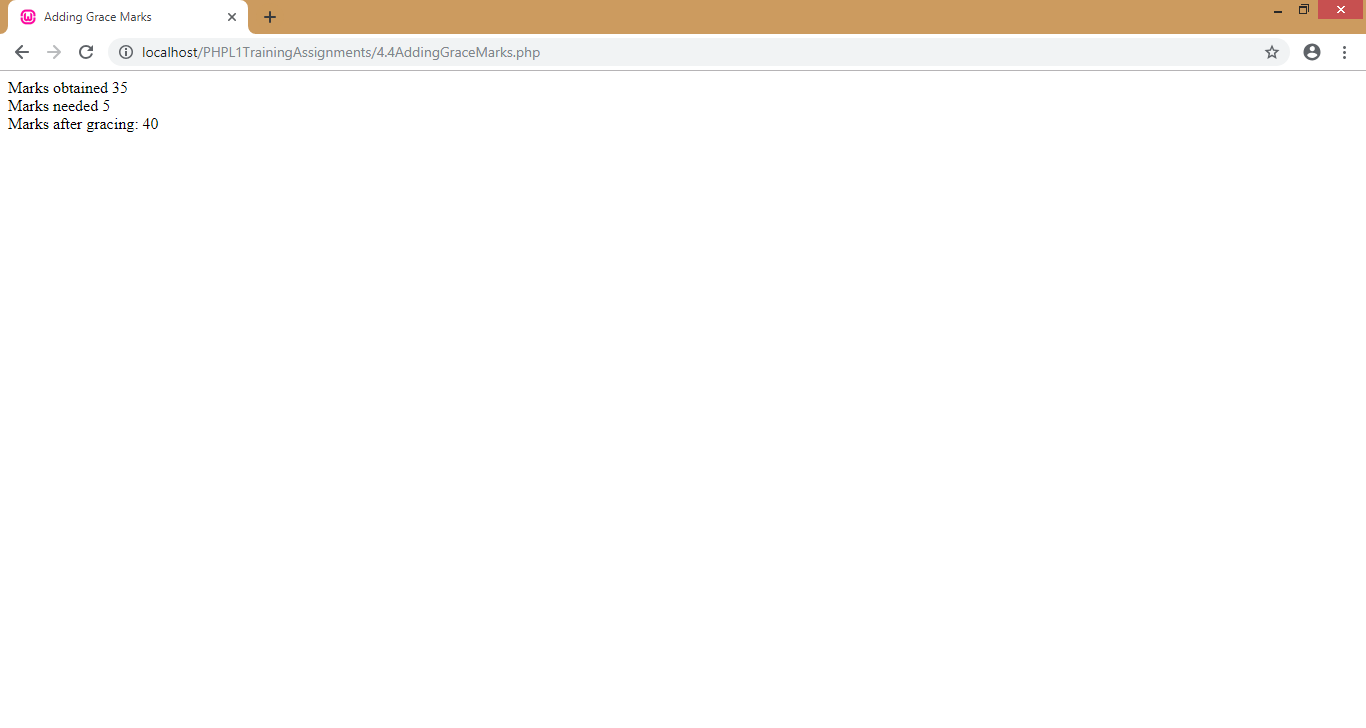 Adding Grace Marks
localhost/PHPL1TrainingAssignments/4.4AddingGraceMarks.php
Marks obtained 35
Marks needed 5
Marks after gracing: 40